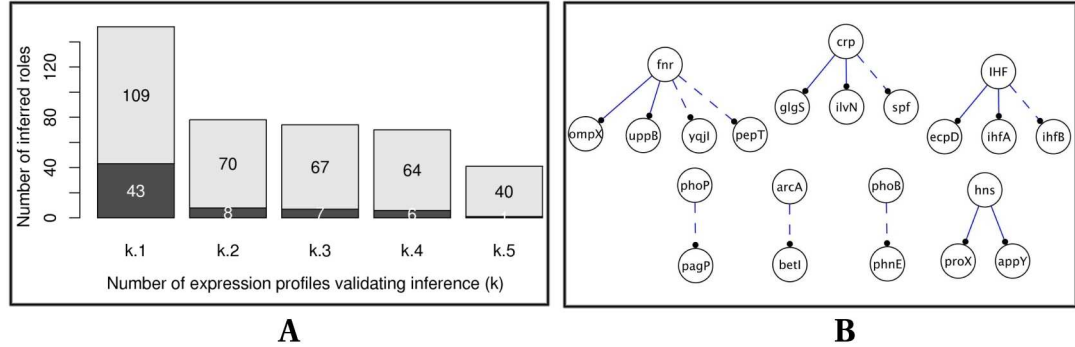 Number of inferred roles
120
80
40
0
109
43
70
8
67
7
64
6
40
1
k.1 k.2 k.3 k.4 k.5
Number of expression profiles validating inference (k)
A
crp
fnr
IHF
glgS ilvN spf
ompX uppB yqjI pepT
ecpD ihfA ihfB
phoP arcA phoB hns
pagP betI phnE proX appY
B